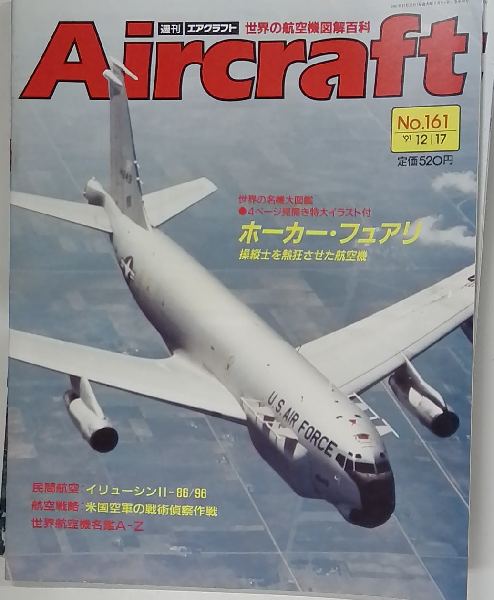 週刊 エアクラフト 世界の航空機図解百科
Aircraft
No.161
'91 12 17
定価520円
世界の名機大図鑑
●4ページ見開き特大イラスト付
ホーカー・フュアリ
操縦士を熱狂させた航空機
U.S. AIR FORCE
民間航空:イリューシンIl-86/96
航空戦略:米国空軍の戦術偵察作戦
世界航空機名鑑A-Z